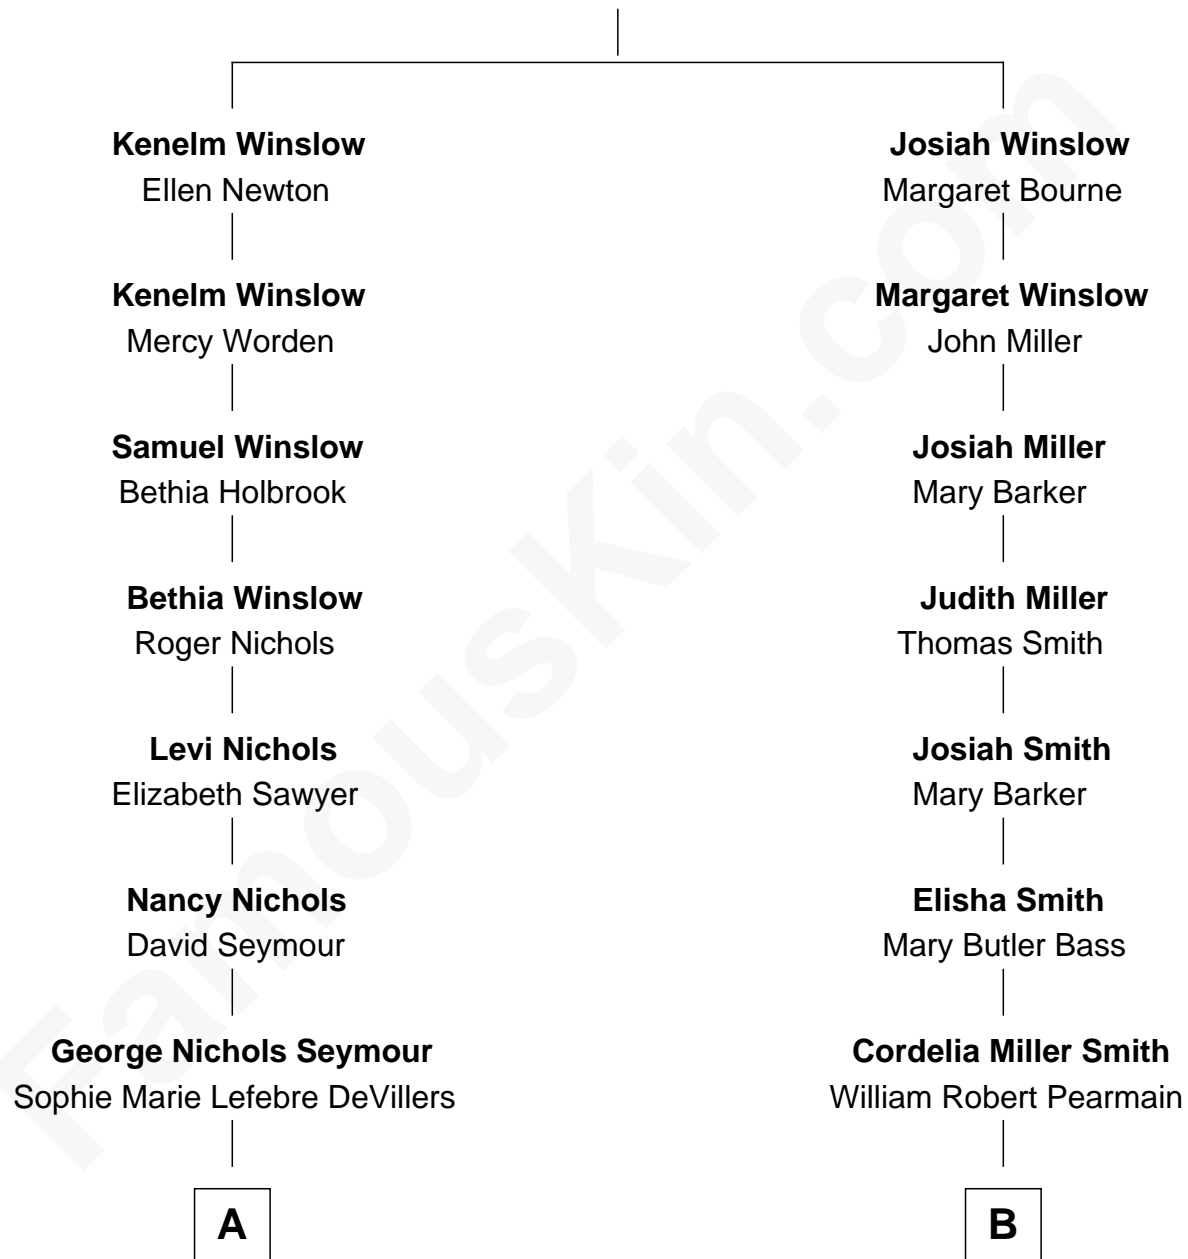 Kenelm Winslow
Ellen Newton
Kenelm Winslow
Mercy Worden
Samuel Winslow
Bethia Holbrook
Bethia Winslow
Roger Nichols
Levi Nichols
Elizabeth Sawyer
Nancy Nichols
David Seymour
George Nichols Seymour
Sophie Marie Lefebre DeVillers
A
Josiah Winslow
Margaret Bourne
Margaret Winslow
John Miller
Josiah Miller
Mary Barker
Judith Miller
Thomas Smith
Josiah Smith
Mary Barker
Elisha Smith
Mary Butler Bass
Cordelia Miller Smith
William Robert Pearmain
B
FamousKin.com